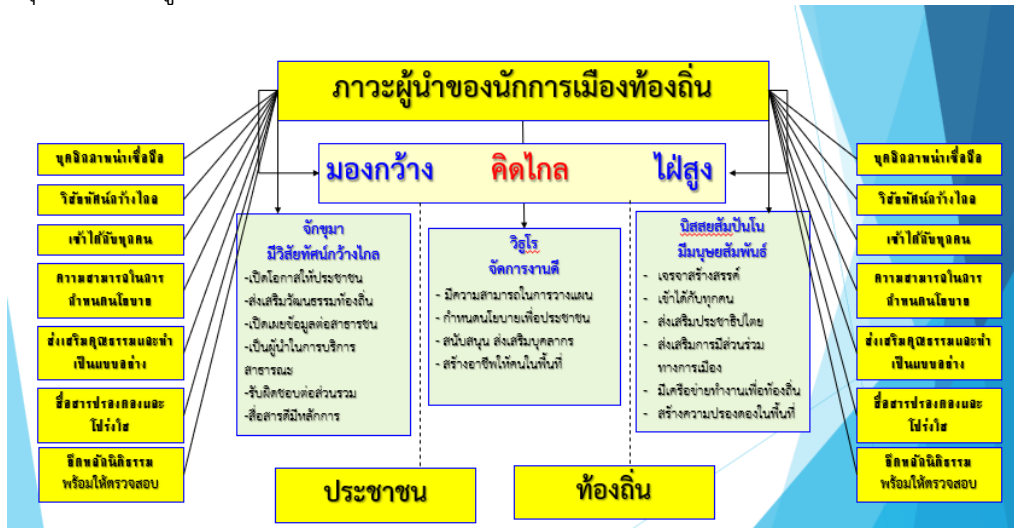 ภาวะผู้นำของนักการเมืองท้องถิ่น
มองกว้าง คิดไกล ใฝ่สูง
บุคลิกภาพน่าเชื่อถือ
วิสัยทัศน์กว้างไกล
เข้าได้กับทุกคน
ความสามารถในการ
กำหนดนโยบาย
ส่งเสริมคุณธรรมและทำ
เป็นแบบอย่าง
สื่อสารปรองดองและ
โปร่งใส
ยึดหลักนิติธรรม
พร้อมให้ตรวจสอบ
จักขุมา
มีวิสัยทัศน์กว้างไกล
-เปิดโอกาสให้ประชาชน
-ส่งเสริมวัฒนธรรมท้องถิ่น
-เปิดเผยข้อมูลต่อสาธารชน
-เป็นผู้นำในการบริการ
สาธารณะ
-รับผิดชอบต่อส่วนรวม
-สื่อสารดีมีหลักการ
วิธูโร
จัดการงานดี
- มีความสามารถในการวางแผน
- กำหนดนโยบายเพื่อประชาชน
- สนับสนุน ส่งเสริมบุคลากร
- สร้างอาชีพให้คนในพื้นที่
นิสสยสัมปันโน
มีมนุษยสัมพันธ์
- เจรจาสร้างสรรค์
- เข้าได้กับทุกคน
- ส่งเสริมประชาธิปไตย
- ส่งเสริมการมีส่วนร่วม
ทางการเมือง
- มีเครือข่ายทำงานเพื่อท้องถิ่น
- สร้างความปรองดองในพื้นที่
บุคลิกภาพน่าเชื่อถือ
วิสัยทัศน์กว้างไกล
เข้าได้กับทุกคน
ความสามารถในการ
กำหนดนโยบาย
ส่งเสริมคุณธรรมและทำ
เป็นแบบอย่าง
สื่อสารปรองดองและ
โปร่งใส
ยึดหลักนิติธรรม
พร้อมให้ตรวจสอบ
ประชาชน
ท้องถิ่น